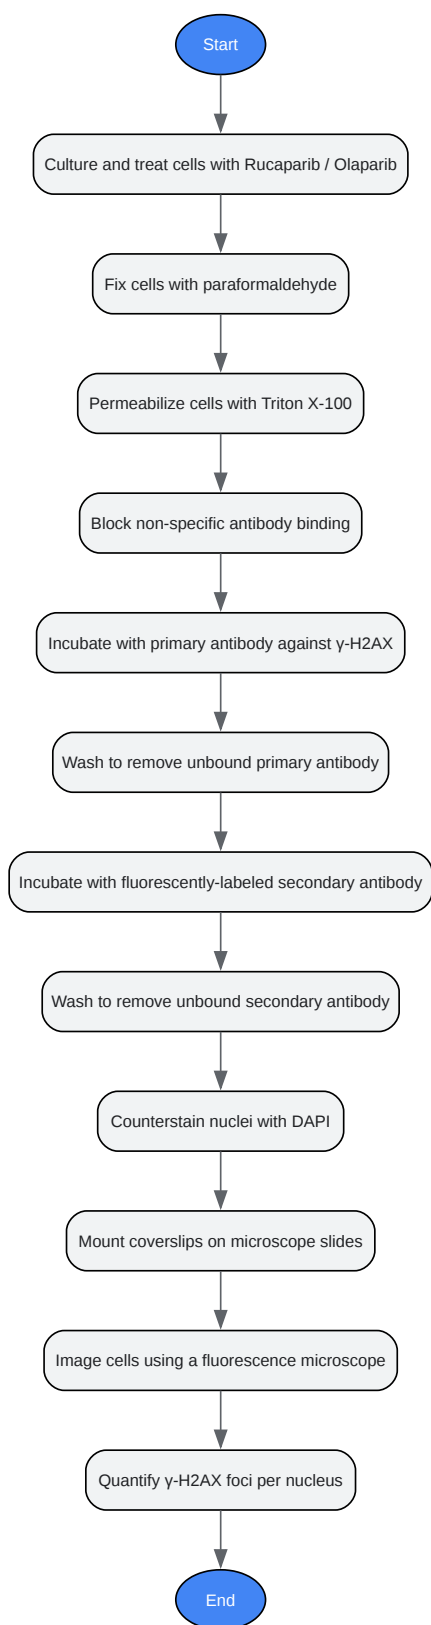 Start
Culture and treat cells with Rucaparib / Olaparib
Fix cells with paraformaldehyde
Permeabilize cells with Triton X-100
Block non-specific antibody binding
Incubate with primary antibody against γ-H2AX
Wash to remove unbound primary antibody
Incubate with fluorescently-labeled secondary antibody
Wash to remove unbound secondary antibody
Counterstain nuclei with DAPI
Mount coverslips on microscope slides
Image cells using a fluorescence microscope
Quantify γ-H2AX foci per nucleus
End